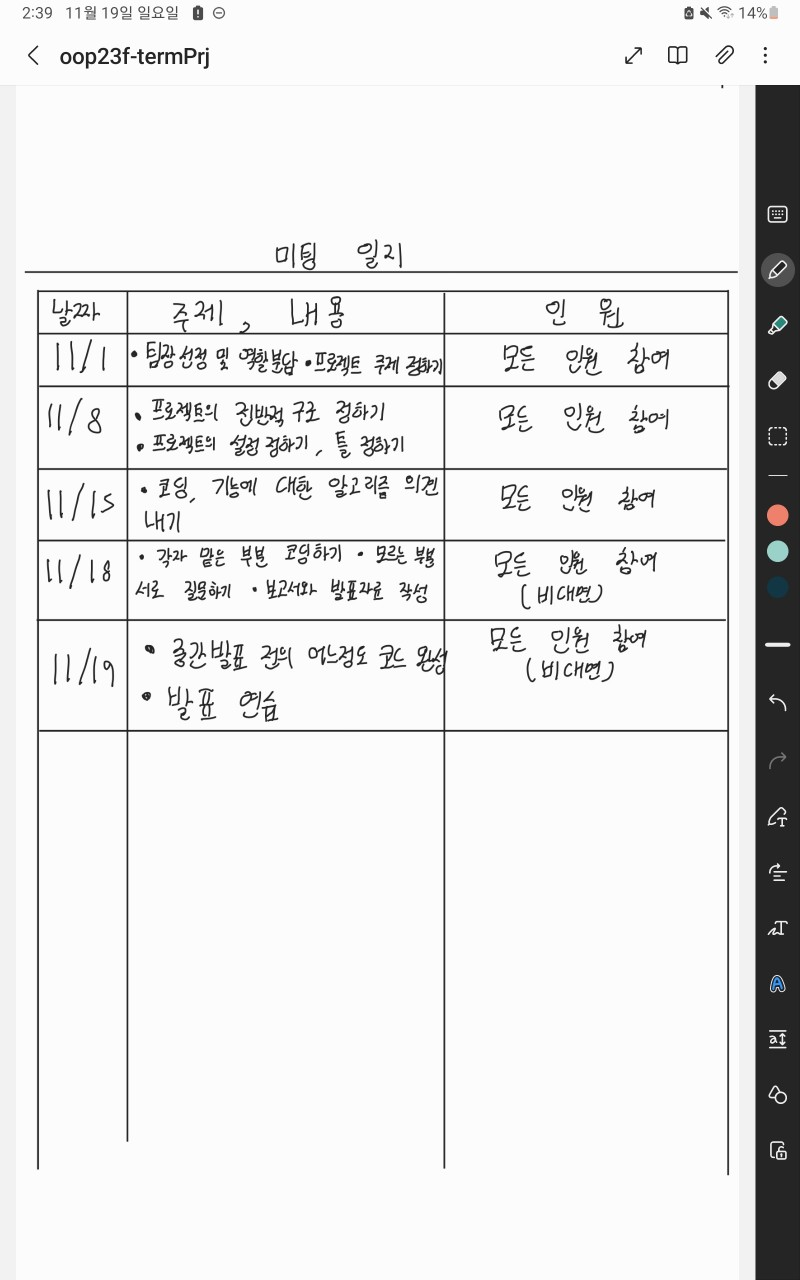 2:39 11월 19일 일요일
14%
oop23f-termPrj
미팅 일지
날짜 주제, 내용 인원
11/1 • 팀장선정 및 역할분담 • 프로젝트 주제 정하기 모든 인원 참여
11/8 • 프로젝트의 전반적 구조 정하기 모든 인원 참여
• 프로젝트의 설정 정하기, 틀 정하기
11/15 • 코딩, 기능에 대한 알고리즘 의견 모든 인원 참여
내기
11/18 • 각자 맡은 부분 코딩하기 • 모르는 부분 모든 인원 참여
서로 질문하기 • 보고서와 발표자료 작성 (비대면)
11/19 • 중간발표 전의 어느정도 코드 완성 모든 인원 참여
(비대면)
• 발표 연습